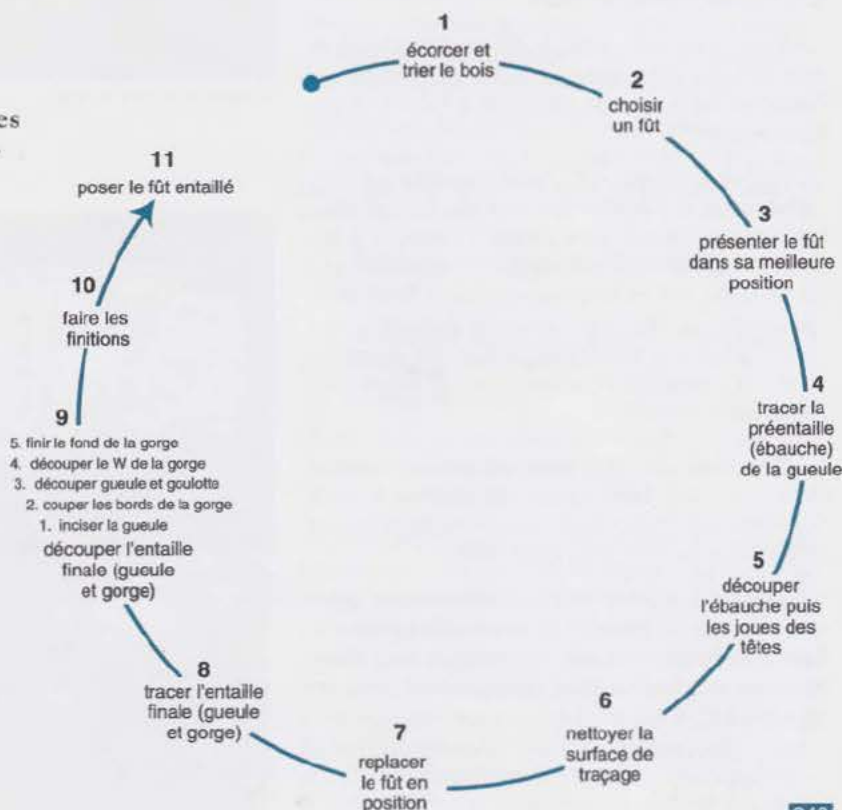 es
1
écorcer et
trier le bois
2
choisir
un fût
3
présenter le fût
dans sa meilleure
position
4
tracer la
préentaille
(ébauche)
de la gueule
5
découper
l'ébauche puis
les joues des
têtes
6
nettoyer la
surface de
traçage
7
replacer
le fût en
position
8
tracer l'entaille
finale (gueule
et gorge)
9
5. finir le fond de la gorge
4. découper le W de la gorge
3. découper gueule et goulotte
2. couper les bords de la gorge
1. inciser la gueule
découper l'entaille
finale (gueule
et gorge)
10
faire les
finitions
11
poser le fût entaillé